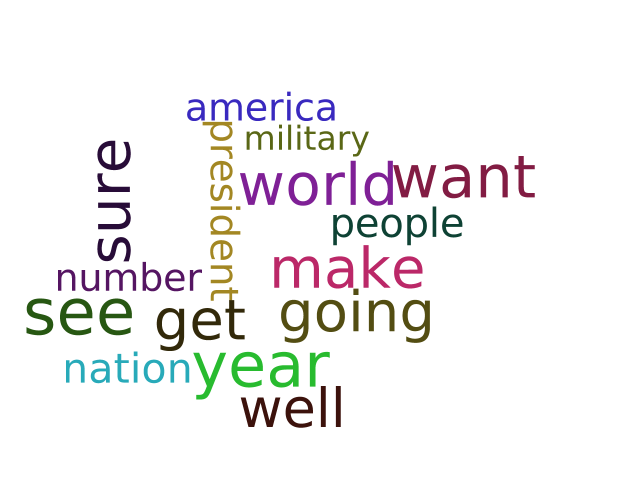 america
military
president
sure
world
want
people
number
make
see
get
going
nation
year
well